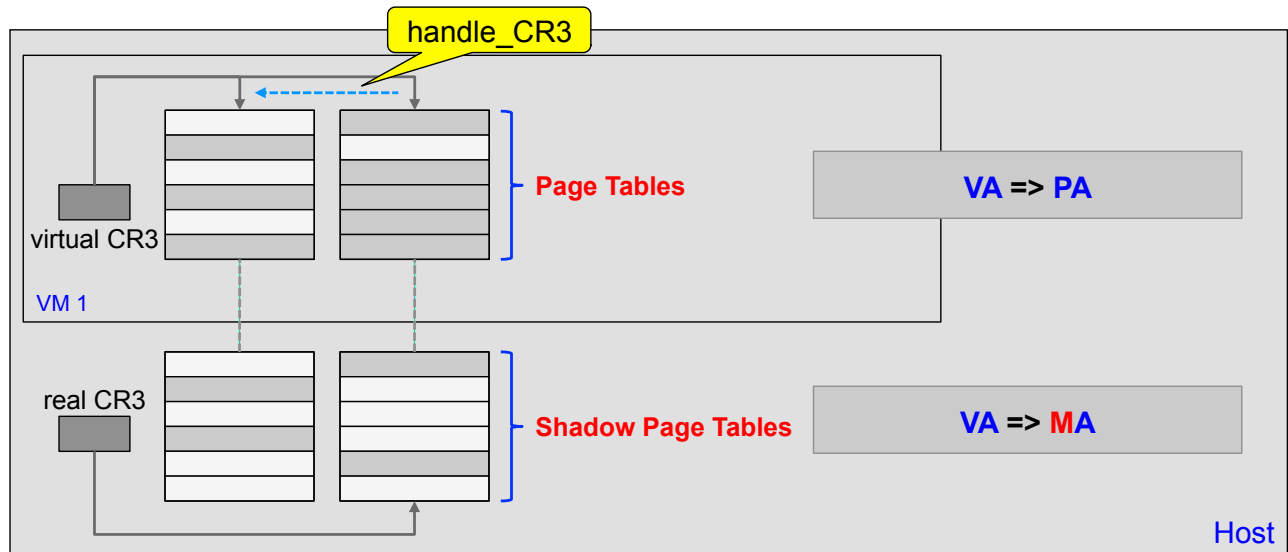 handle_CR3
Page Tables
VA => PA
virtual CR3
VM 1
real CR3
Shadow Page Tables
VA => MA
Host